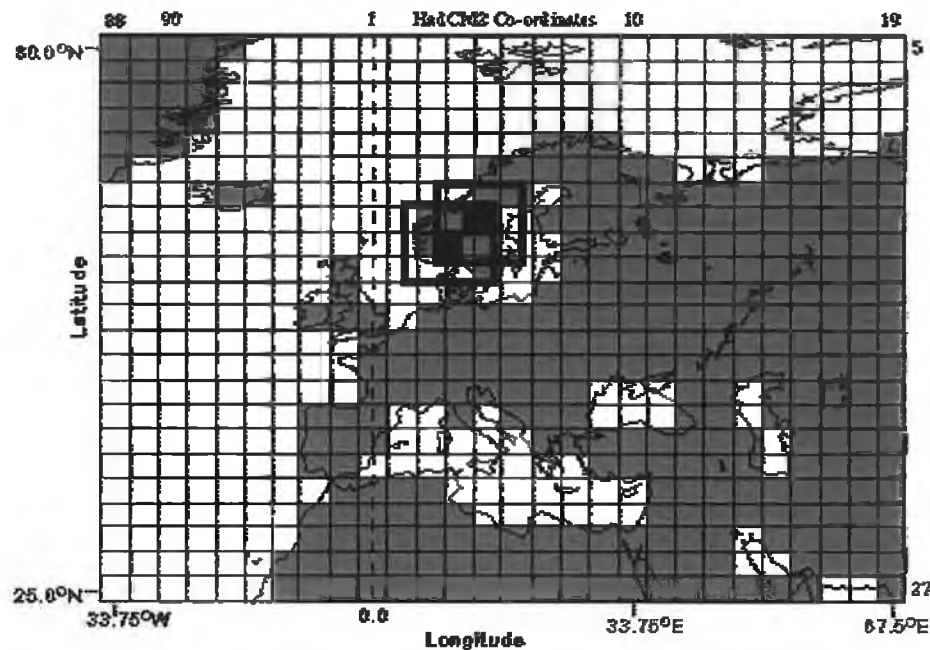 88 90 1 HadCM2 Co-ordinates 10 19
80.0°N 5
Latitude
25.0°N 27
33.75°W 0.0 33.75°E 67.5°E
Longitude